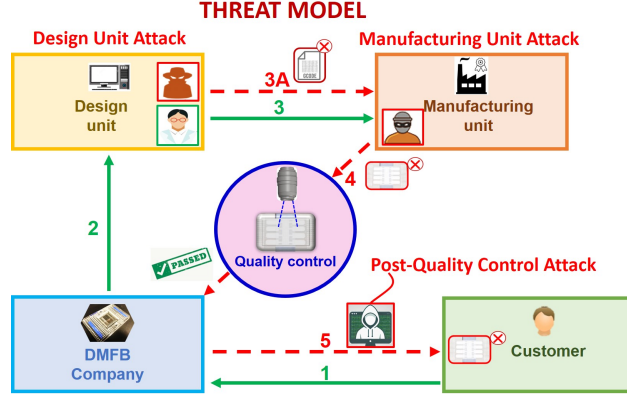 THREAT MODEL
Design Unit Attack
Manufacturing Unit Attack
GCODE
3A
Design
unit
3
Manufacturing
unit
4
2
Quality control
PASSED
Post-Quality Control Attack
DMFB
Company
5
Customer
1